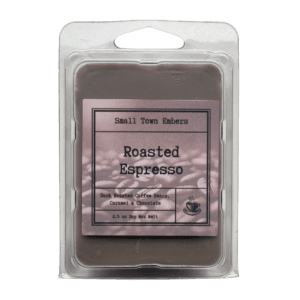 Small Town Embers
Roasted
Espresso
Dark Roasted Coffee Beans,
Caramel & Chocolate
2.5 oz Soy Wax Melt